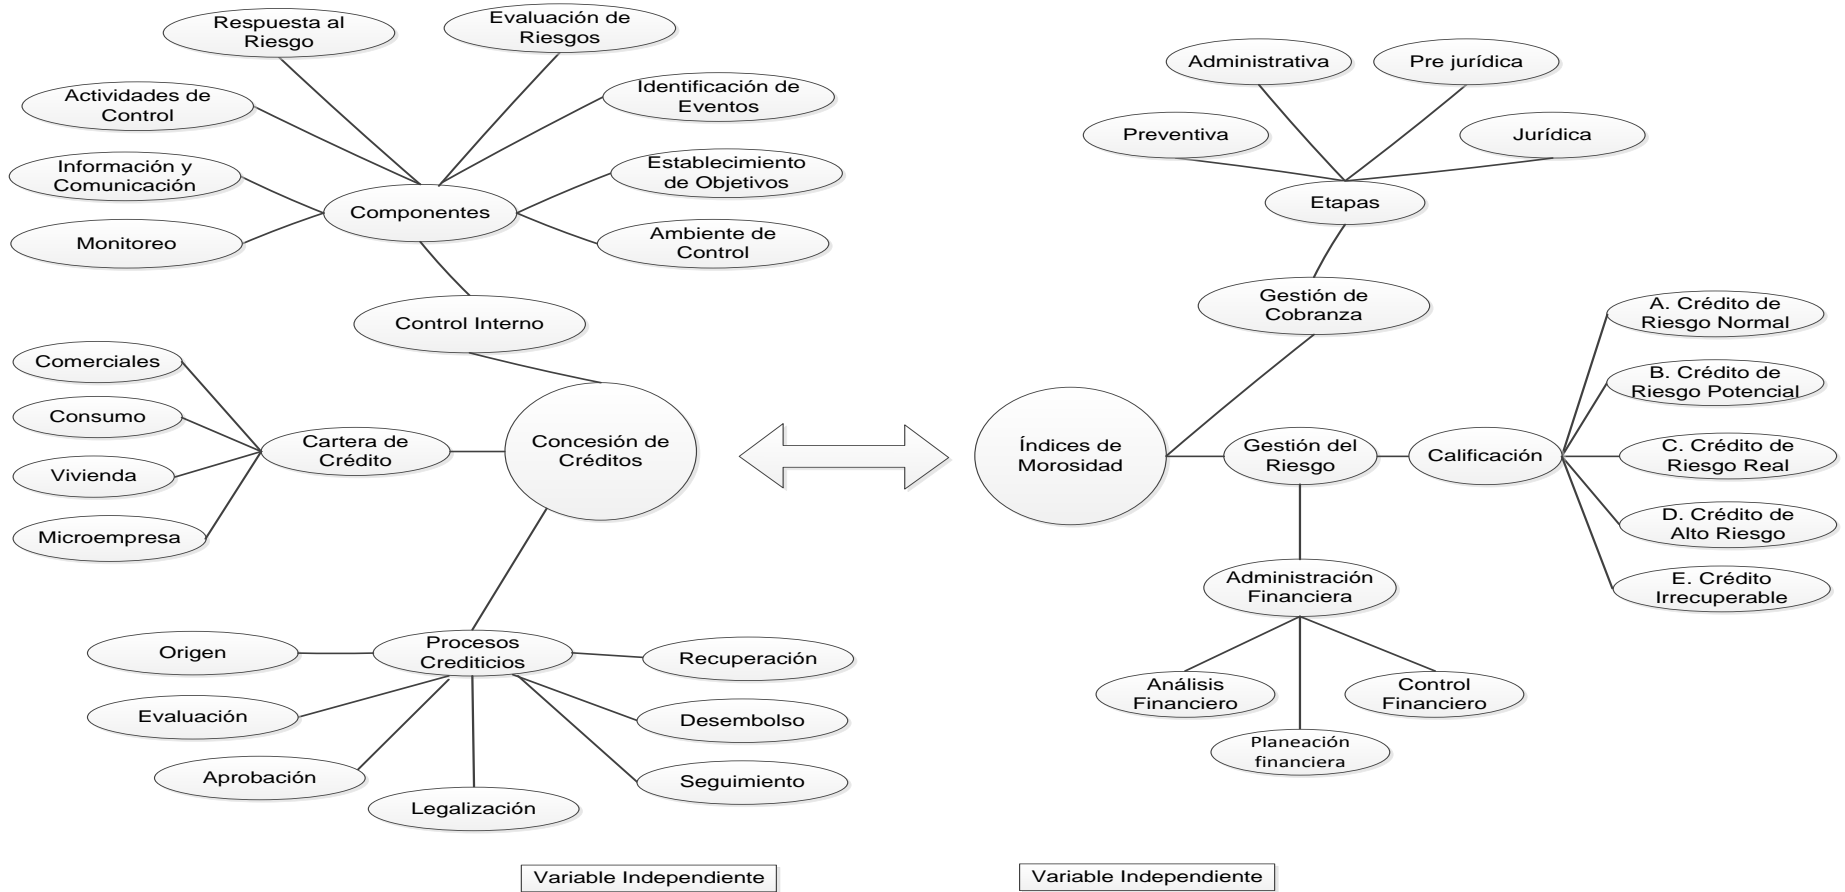 Respuesta al
Riesgo
Evaluación de
Riesgos
Actividades de
Control
Identificación de
Eventos
Información y
Comunicación
Establecimiento
de Objetivos
Componentes
Monitoreo
Ambiente de
Control
Control Interno
Comerciales
Consumo
Cartera de
Crédito
Concesión de
Créditos
Vivienda
Microempresa
Procesos
Crediticios
Origen
Recuperación
Evaluación
Desembolso
Aprobación
Seguimiento
Legalización
Variable Independiente
Administrativa
Pre jurídica
Preventiva
Jurídica
Etapas
Gestión de
Cobranza
Índices de
Morosidad
Gestión del
Riesgo
Calificación
A. Crédito de
Riesgo Normal
B. Crédito de
Riesgo Potencial
C. Crédito de
Riesgo Real
D. Crédito de
Alto Riesgo
E. Crédito
Irrecuperable
Administración
Financiera
Análisis
Financiero
Control
Financiero
Planeación
financiera
Variable Independiente